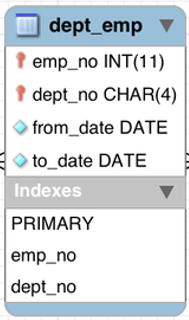 dept_emp
emp_no INT(11)
dept_no CHAR(4)
from_date DATE
to_date DATE
Indexes
PRIMARY
emp_no
dept_no